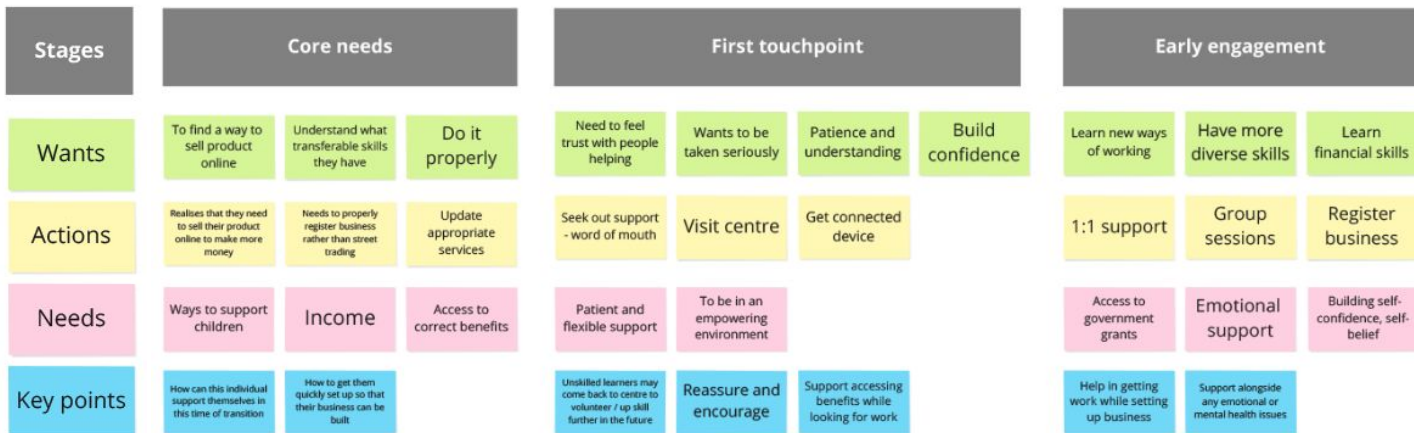 Stages
Core needs
First touchpoint
Early engagement
Wants
To find a way to
sell product
online
Understand what
transferable skills
they have
Do it
properly
Need to feel
trust with people
helping
Wants to be
taken seriously
Patience and
understanding
Build
confidence
Learn new ways
of working
Have more
diverse skills
Learn
financial skills
Actions
Realises that they need
to sell their product
online to make more
money
Needs to properly
register business
rather than street
trading
Update
appropriate
services
Seek out support
- word of mouth
Visit centre
Get connected
device
1:1 support
Group
sessions
Register
business
Needs
Ways to support
children
Income
Access to
correct benefits
Patient and
flexible support
To be in an
empowering
environment
Access to
government
grants
Emotional
support
Building self-
confidence, self-
belief
Key points
How can this individual
support themselves in
this time of transition
How to get them
quickly set up so
that their business
can be
built
Unskilled learners may
come back to centre to
volunteer / up skill
further in the future
Reassure and
encourage
Support accessing
benefits while
looking for work
Help in getting
work while setting
up business
Support alongside
any emotional or
mental health issues